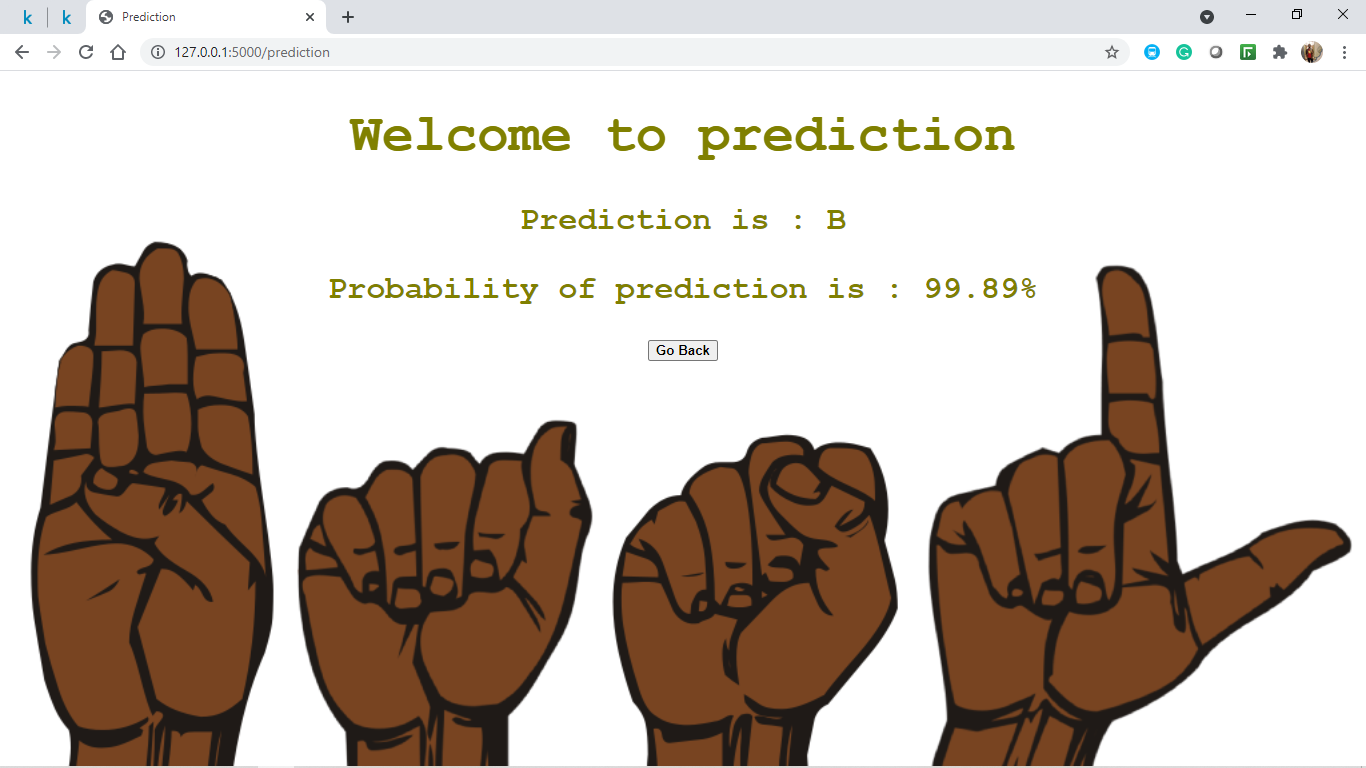 k
k
Prediction
127.0.0.1:5000/prediction
Welcome to prediction
Prediction is : B
Probability of prediction is : 99.89%
Go Back